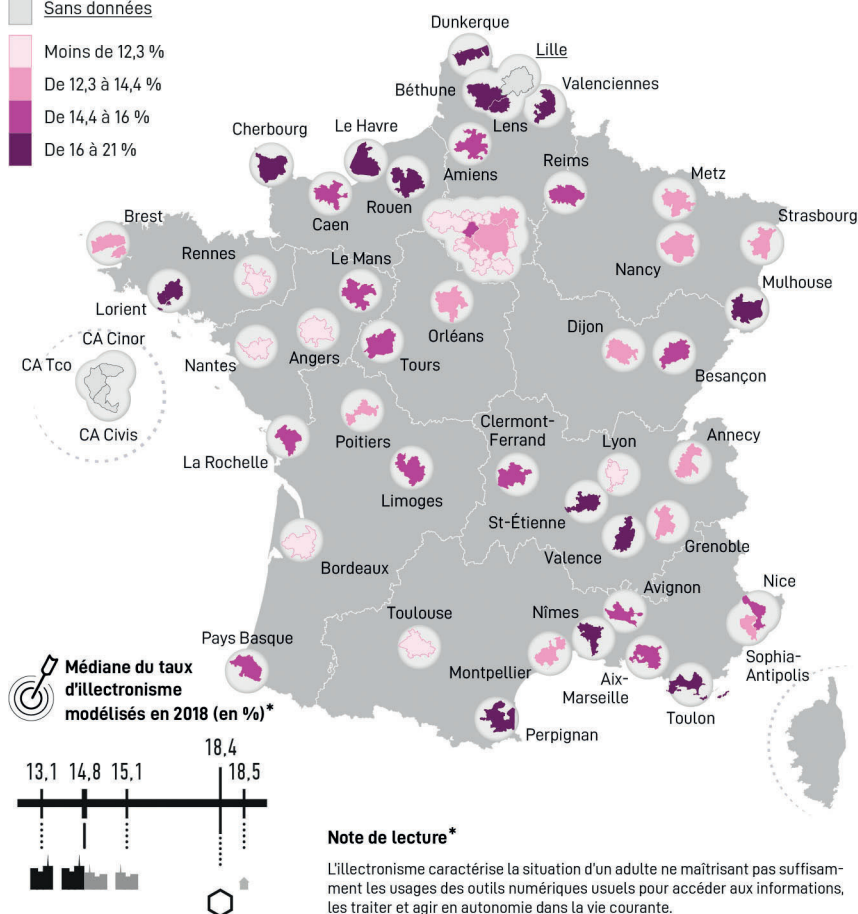 Sans données
Moins de 12,3 %
De 12,3 à 14,4 %
De 14,4 à 16 %
De 16 à 21 %
Dunkerque
Lille
Béthune
Valenciennes
Lens
Cherbourg
Le Havre
Amiens
Reims
Metz
Caen
Rouen
Strasbourg
Brest
Rennes
Le Mans
Nancy
Lorient
Mulhouse
Orléans
Dijon
CA Cinor
CA Tco
Nantes
Angers
Tours
Besançon
CA Civis
Poitiers
Clermont-
Ferrand
Lyon
Annecy
La Rochelle
Limoges
St-Étienne
Valence
Grenoble
Bordeaux
Avignon
Nice
Toulouse
Nîmes
Pays Basque
Montpellier
Aix-
Marseille
Sophia-
Antipolis
Toulon
Perpignan
Médiane du taux
d'illectronisme
modélisés en 2018 (en %)*
18,4
13,1 14,8 15,1 18,5
Note de lecture*
L'illectronisme caractérise la situation d'un adulte ne maîtrisant pas suffisam-
ment les usages des outils numériques usuels pour accéder aux informations,
les traiter et agir en autonomie dans la vie courante.